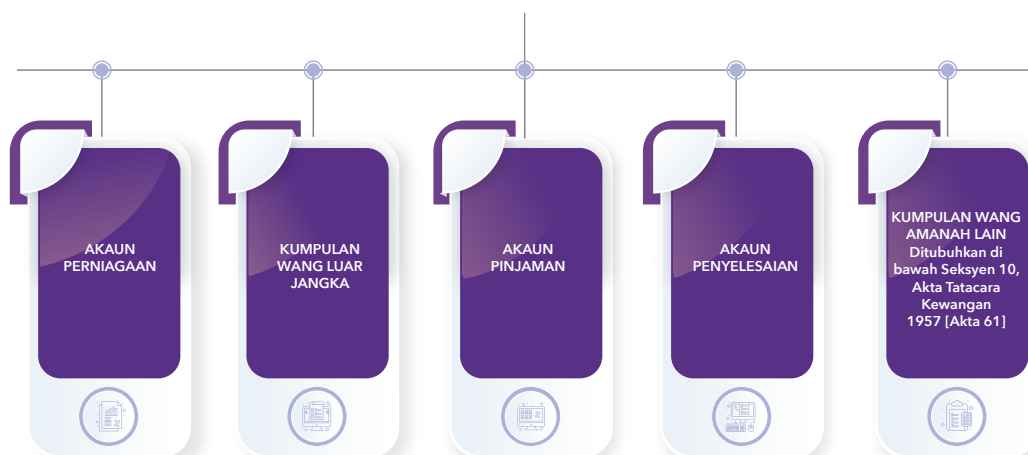 AKAUN
PERNIAGAAN
KUMPULAN
WANG LUAR
JANGKA
AKAUN
PINJAMAN
AKAUN
PENYELESAIAN
KUMPULAN WANG
AMANAH LAIN
Ditubuhkan di
bawah Seksyen 10,
Akta Tatacara
Kewangan
1957 [Akta 61]